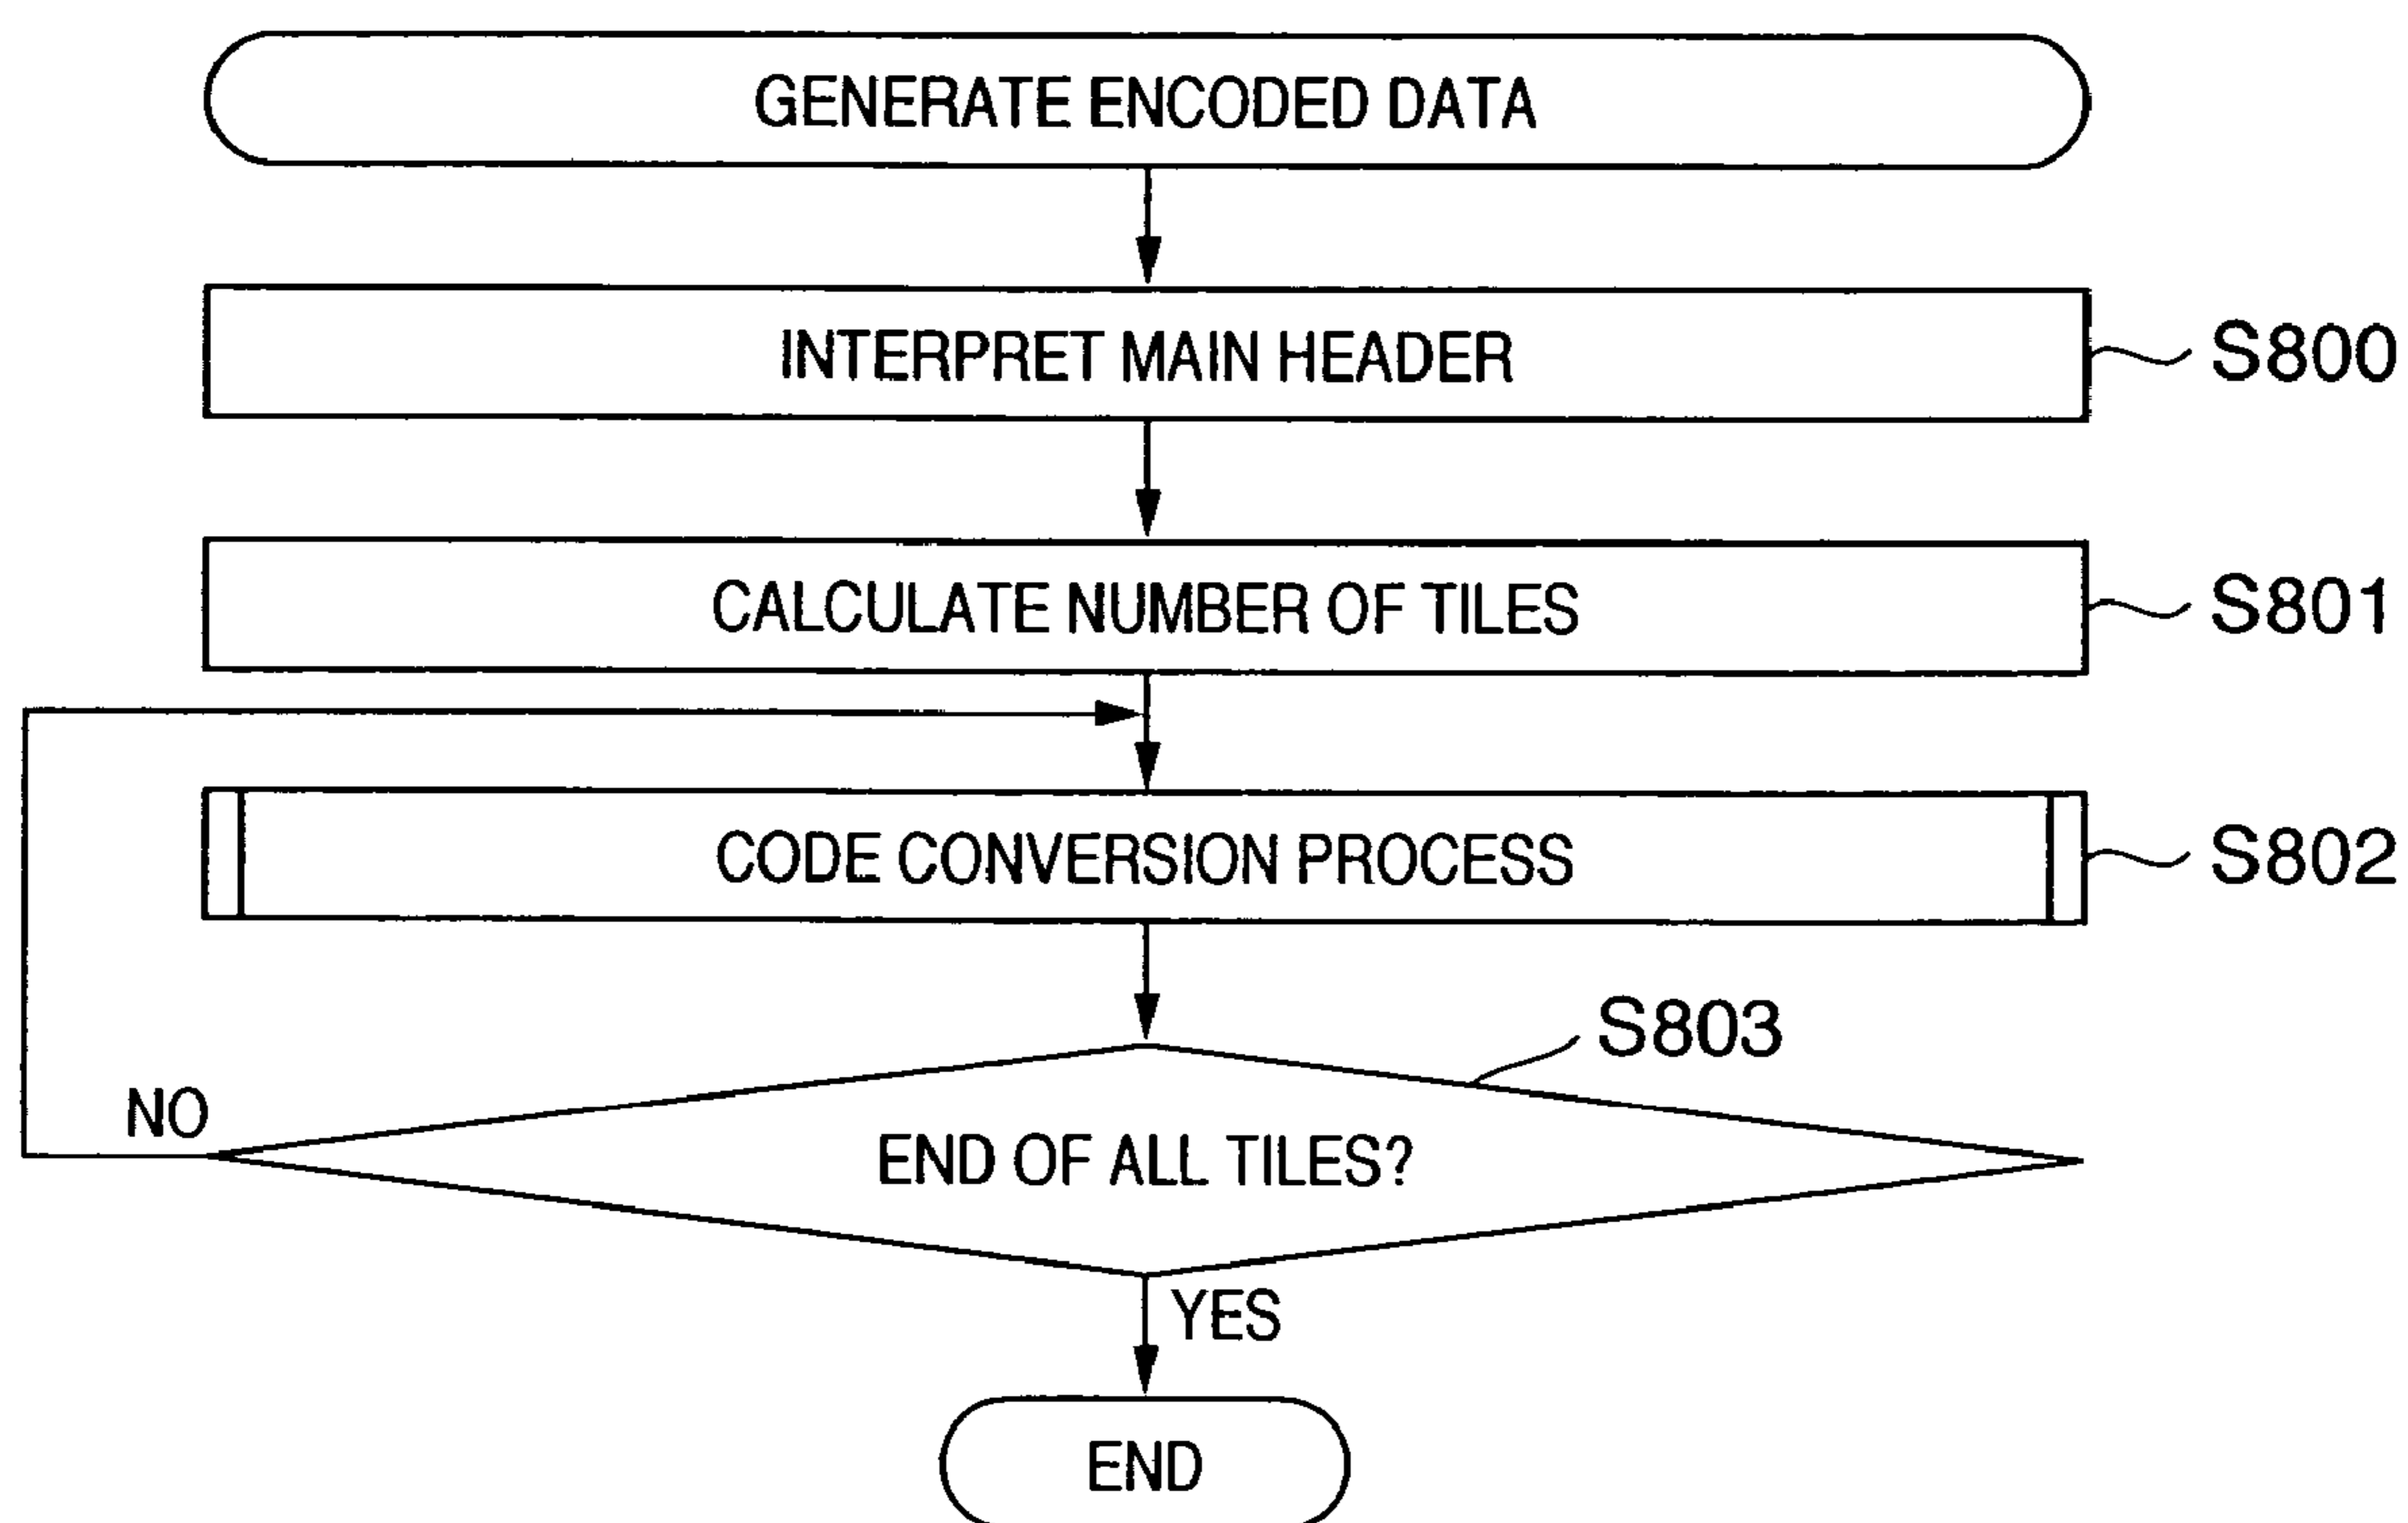 GENERATE ENCODED DATA
INTERPRET MAIN HEADER
S800
CALCULATE NUMBER OF TILES
S801
CODE CONVERSION PROCESS
S802
S803
NO
END OF ALL TILES?
YES
END